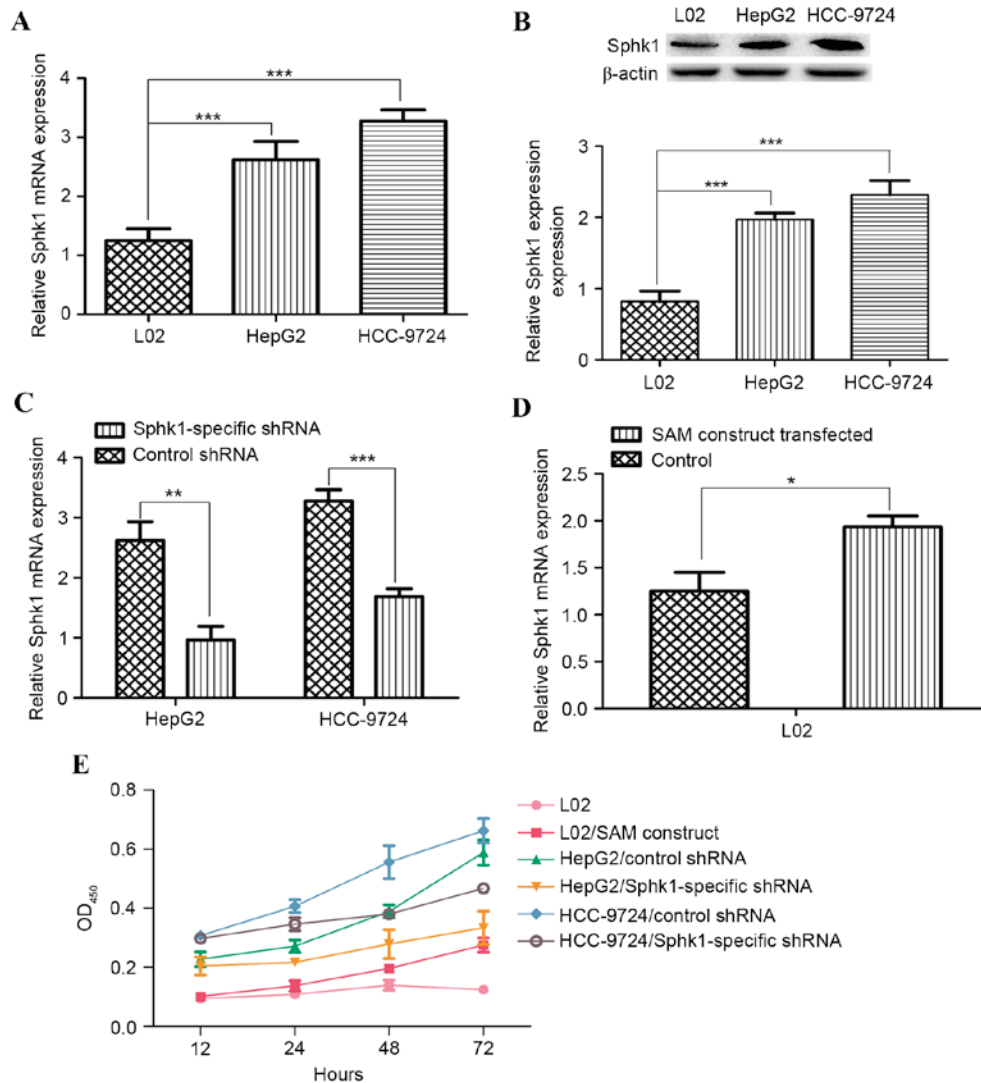 A
Relative Sphk1 mRNA expression
4
3
2
1
0
***
***
L02
HepG2
HCC-9724
B
L02 HepG2 HCC-9724
Sphk1
β-actin
Relative Sphk1 expression
expression
3
2
1
0
***
***
L02
HepG2
HCC-9724
C
Sphk1-specific shRNA
Control shRNA
Relative Sphk1 mRNA expression
4
3
2
1
0
**
***
HepG2
HCC-9724
D
SAM construct transfected
Control
Relative Sphk1 mRNA expression
2.5
2.0
1.5
1.0
0.5
0.0
*
L02
E
OD450
0.8
0.6
0.4
0.2
0.0
12
24
48
72
Hours
L02
L02/SAM construct
HepG2/control shRNA
HepG2/Sphk1-specific shRNA
HCC-9724/control shRNA
HCC-9724/Sphk1-specific shRNA